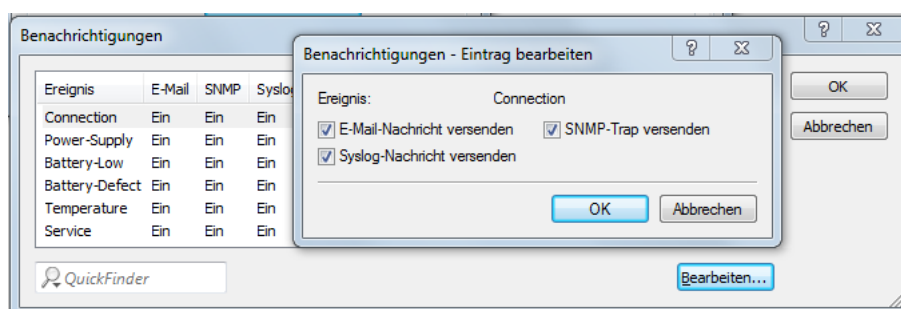 Benachrichtigungen
Ereignis E-Mail SNMP
Connection Ein Ein Ein
Power-Supply Ein Ein Ein
Battery-Low Ein Ein Ein
Battery-Defect Ein Ein Ein
Temperature Ein Ein Ein
Service Ein Ein Ein
QuickFinder
Bearbeiten...
OK
Abbrechen
Benachrichtigungen - Eintrag bearbeiten
Ereignis: Connection
E-Mail-Nachricht versenden SNMP-Trap versenden
Syslog-Nachricht versenden
OK Abbrechen